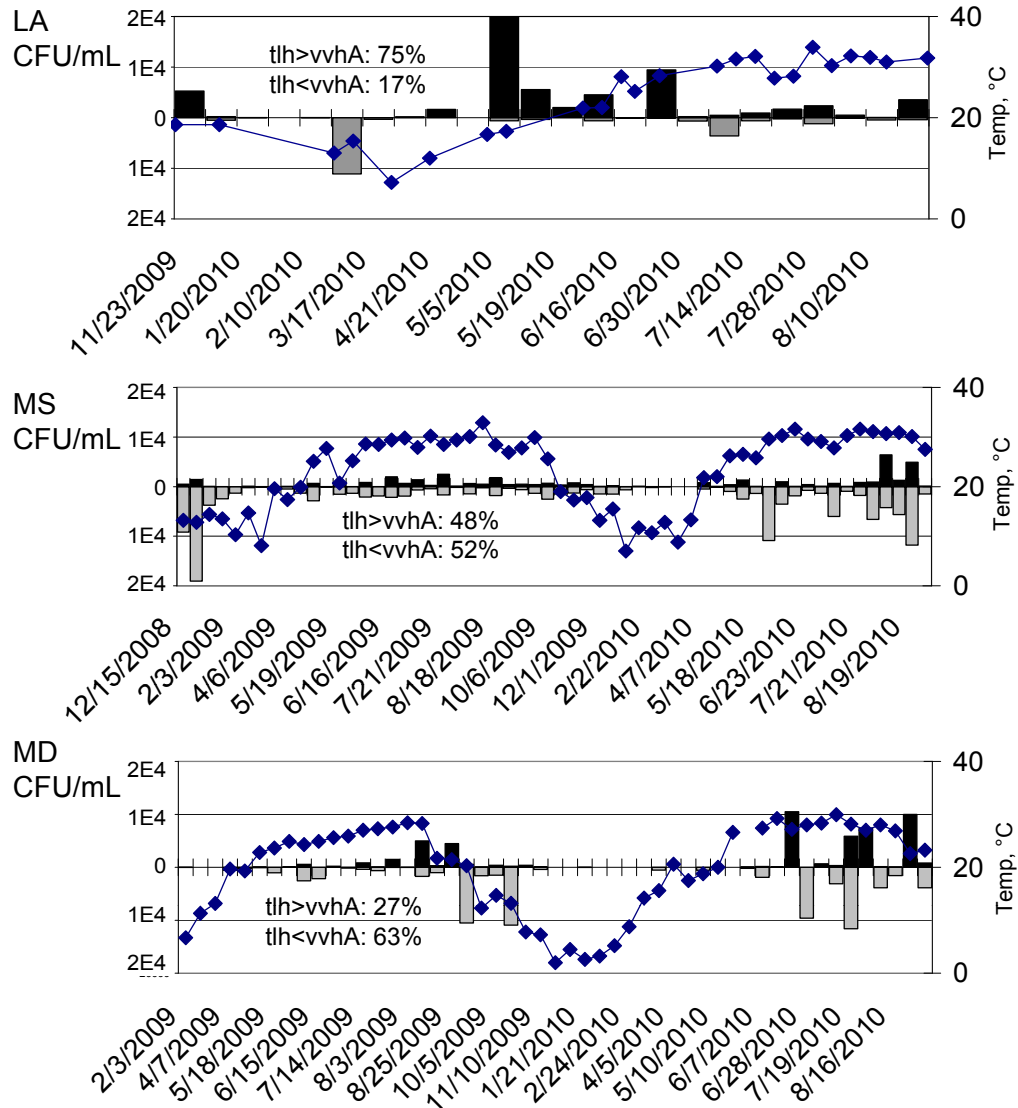 LA
CFU/mL
2E4
1E4
0
1E4
2E4
tlh>vvhA: 75%
tlh<vvhA: 17%
40
20
0
Temp, °C
11/23/2009
1/20/2010
2/10/2010
3/17/2010
4/21/2010
5/5/2010
5/19/2010
6/16/2010
6/30/2010
7/14/2010
7/28/2010
8/10/2010
MS
CFU/mL
2E4
1E4
0
1E4
2E4
tlh>vvhA: 48%
tlh<vvhA: 52%
40
20
0
Temp, °C
12/15/2008
2/3/2009
4/6/2009
5/19/2009
6/16/2009
7/21/2009
8/18/2009
10/6/2009
12/1/2009
2/2/2010
4/7/2010
5/18/2010
6/23/2010
7/21/2010
8/19/2010
MD
CFU/mL
2E4
1E4
0
1E4
2E4
tlh>vvhA: 27%
tlh<vvhA: 63%
40
20
0
Temp, °C
2/3/2009
4/7/2009
5/18/2009
6/15/2009
7/14/2009
8/3/2009
8/25/2009
10/5/2009
11/10/2009
1/21/2010
2/24/2010
4/5/2010
5/10/2010
6/7/2010
6/28/2010
7/19/2010
8/16/2010